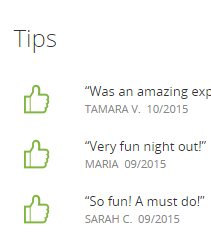 Tips
“Was an amazing exp
TAMARA V. 10/2015
“Very fun night out!”
MARIA 09/2015
“So fun! A must do!”
SARAH C. 09/2015